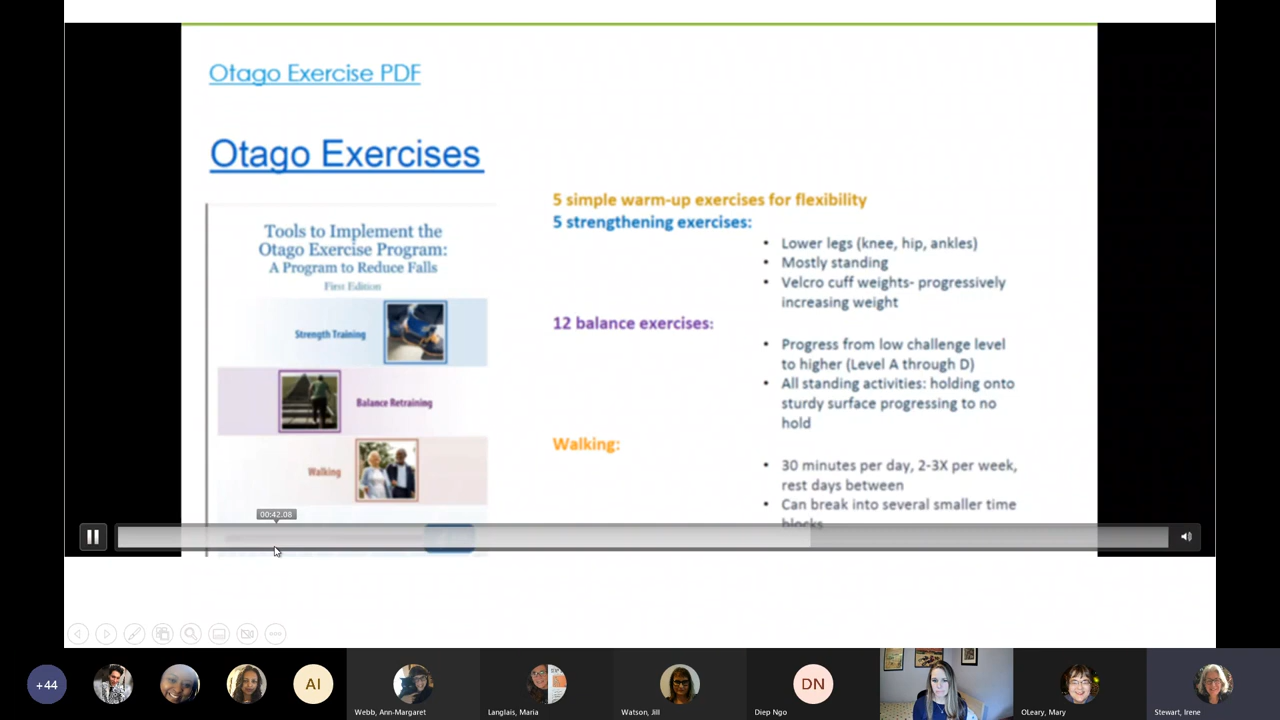 Otago Exercise PDF
Otago Exercises
Tools to Implement the
Otago Exercise Program:
A Program to Reduce Falls
First Edition
Strength Training
Balance Retraining
Walking
5 simple warm-up exercises for flexibility
5 strengthening exercises:
• Lower legs (knee, hip, ankles)
• Mostly standing
• Velcro cuff weights- progressively
increasing weight
12 balance exercises:
• Progress from low challenge level
to higher (Level A through D)
• All standing activities: holding onto
sturdy surface progressing to no
hold
Walking:
• 30 minutes per day, 2-3X per week,
rest days between
• Can break into several smaller time
blocks
00:42.08
+44
AI
Webb, Ann-Margaret
Langlais, Maria
Watson, Jill
DN
Diep Ngo
OLeary, Mary
Stewart, Irene